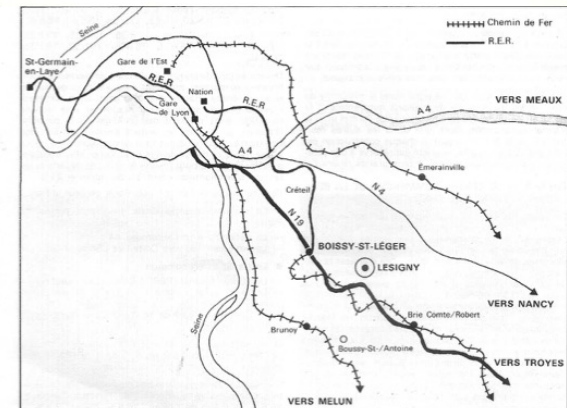 Seine
Chemin de Fer
R.E.R.
St-Germain-
en-Laye
Gare de l'Est
R.E.R
Nation
R.E.R
Gare
de Lyon
VERS MEAUX
A4
A4
Émerainville
N4
Créteil
N19
BOISSY-ST-LÉGER
LESIGNY
VERS NANCY
Seine
Brie Comte/Robert
Brunoy
Boussy-St-/Antoine
VERS TROYES
VERS MELUN